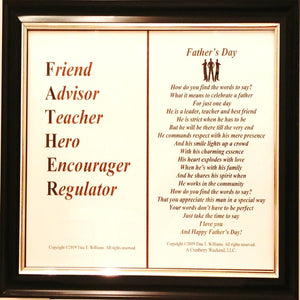 Friend
Advisor
Teacher
Hero
Encourager
Regulator
Copyright ©2019 Tina T. Williams. All rights reserved.
Father's Day
How do you find the words to say?
What it means to celebrate a father
For just one day
He is a leader, teacher and best friend
He is strict when he has to be
But he will be there till the very end
He commands respect with his mere presence
And his smile lights up a crowd
With his charming essence
His heart explodes with love
When he's with his family
And he shares his spirit when
He works in the community
How do you find the words to say?
That you appreciate this man in a special way
Your words don't have to be perfect
Just take the time to say
I love you
And Happy Father's Day!
Copyright ©2019 Tina T. Williams. All rights reserved.
A Cranberry Weekend, LLC.